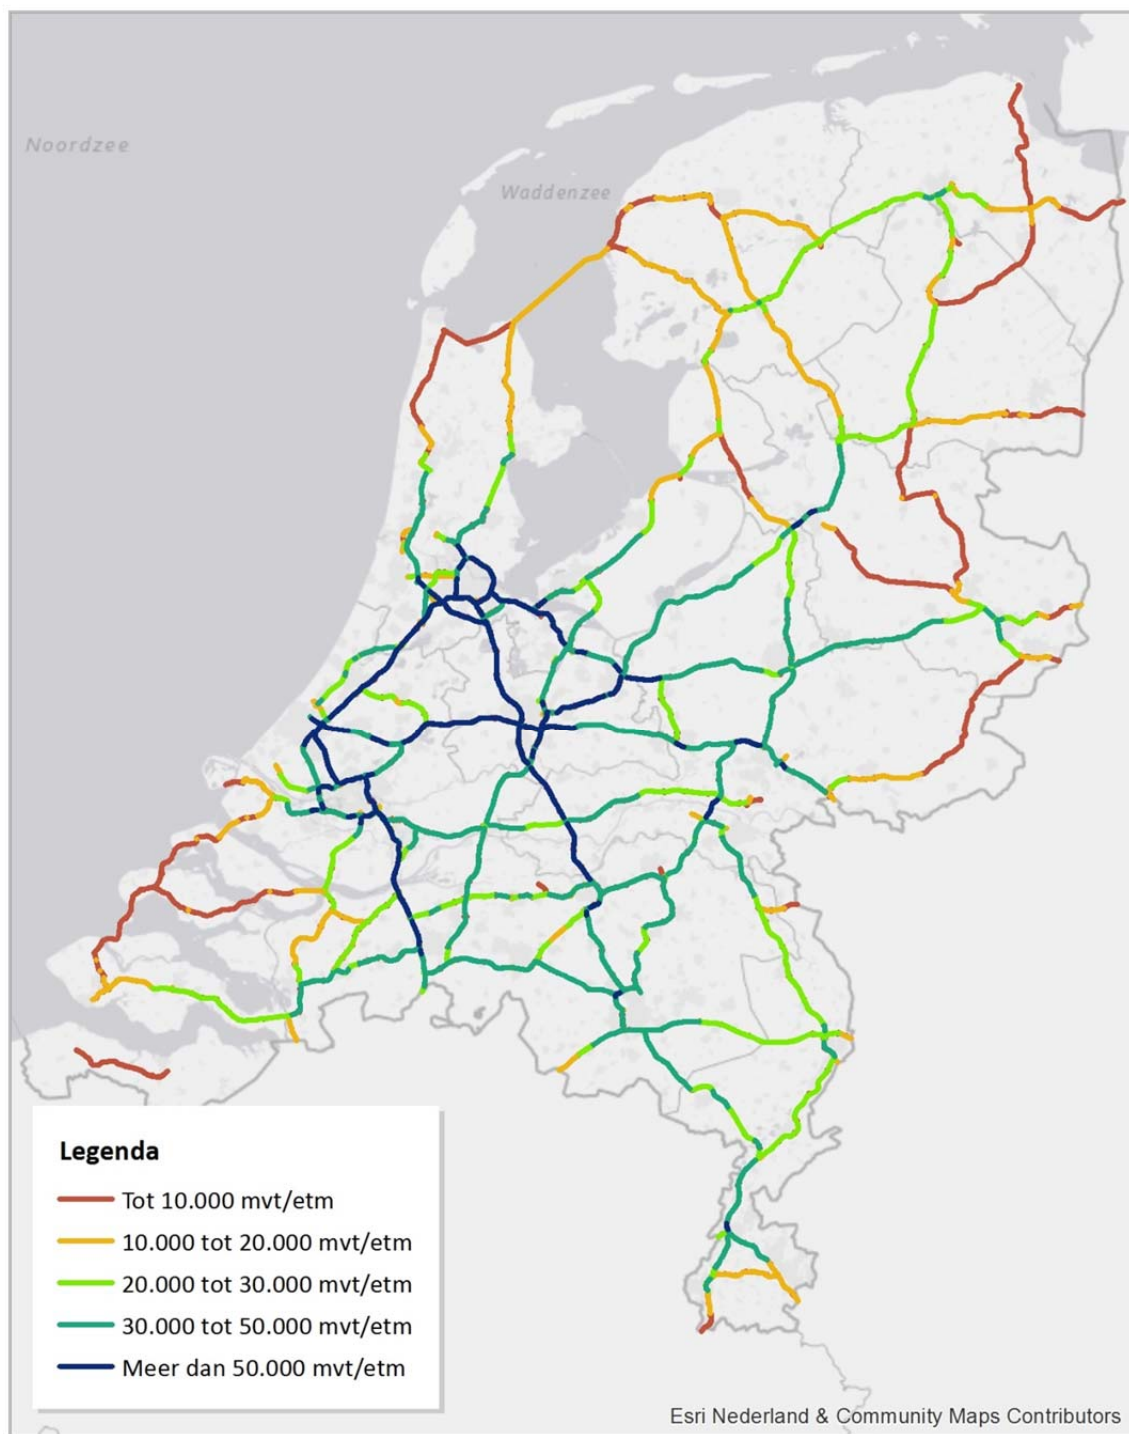 Noordzee
Waddenzee
Legenda
Tot 10.000 mvt/etm
10.000 tot 20.000 mvt/etm
20.000 tot 30.000 mvt/etm
30.000 tot 50.000 mvt/etm
Meer dan 50.000 mvt/etm
Esri Nederland & Community Maps Contributors